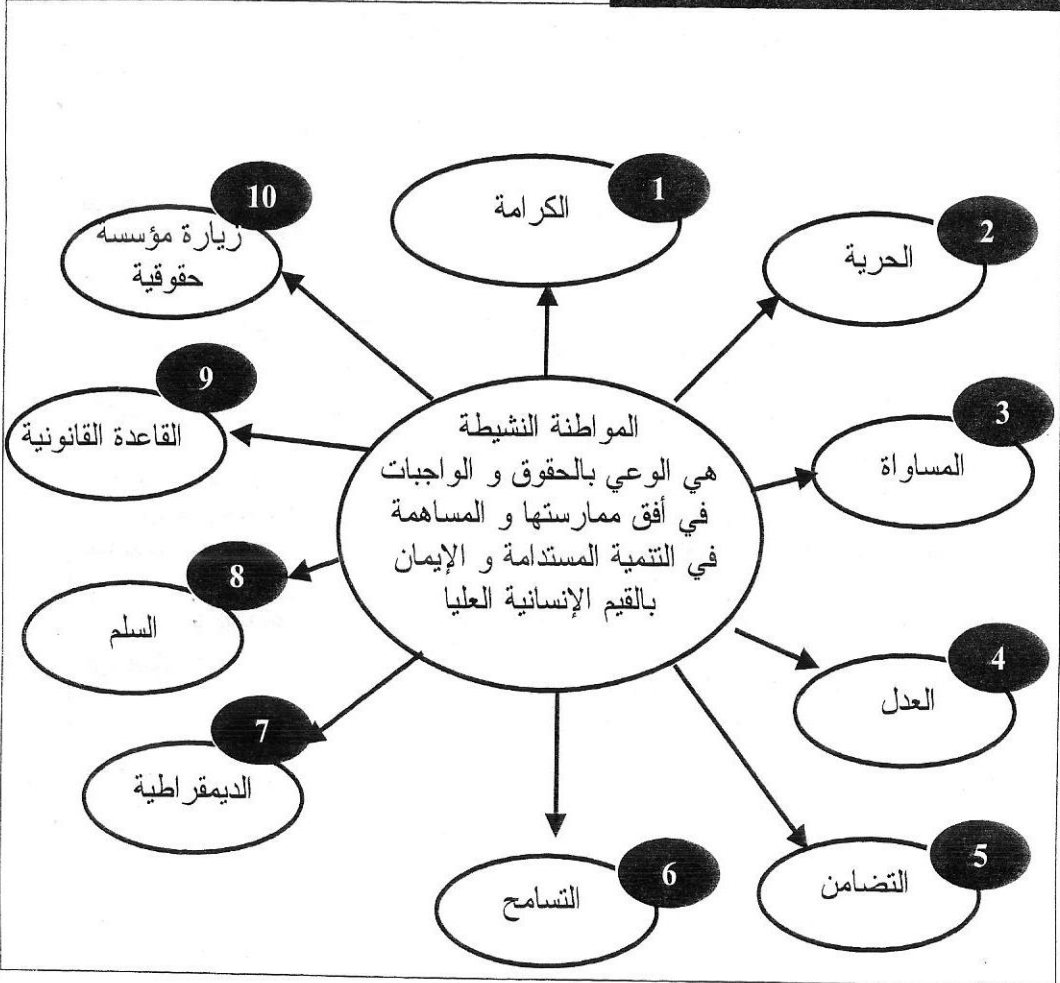 1
الكرامة
2
الحرية
3
المساواة
4
العدل
5
التضامن
6
التسامح
7
الديمقراطية
8
السلم
9
القاعدة القانونية
10
زيارة مؤسسة
حقوقية
المواطنة النشيطة
هي الوعي بالحقوق و الواجبات
في أفق ممارستها و المساهمة
في التنمية المستدامة و الإيمان
بالقيم الإنسانية العليا